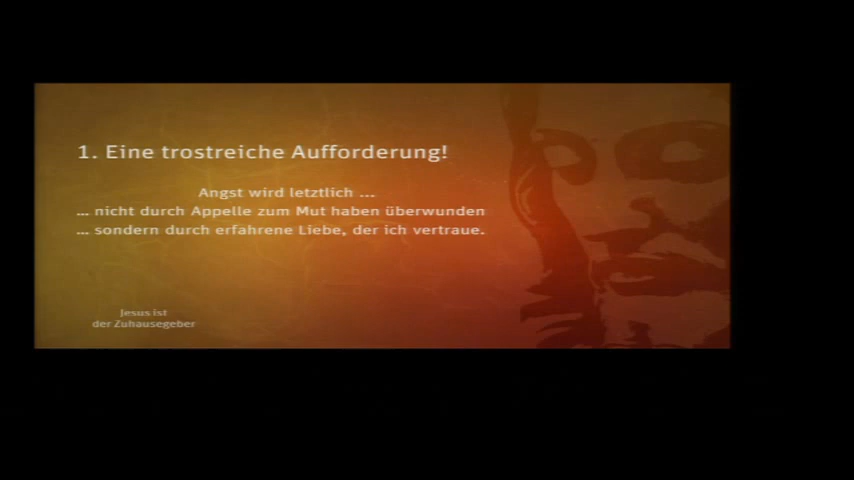 1. Eine trostreiche Aufforderung!
Angst wird letztlich ...
... nicht durch Appelle zum Mut haben überwunden
... sondern durch erfahrene Liebe, der ich vertraue.
Jesus ist
der Zuhausegeber